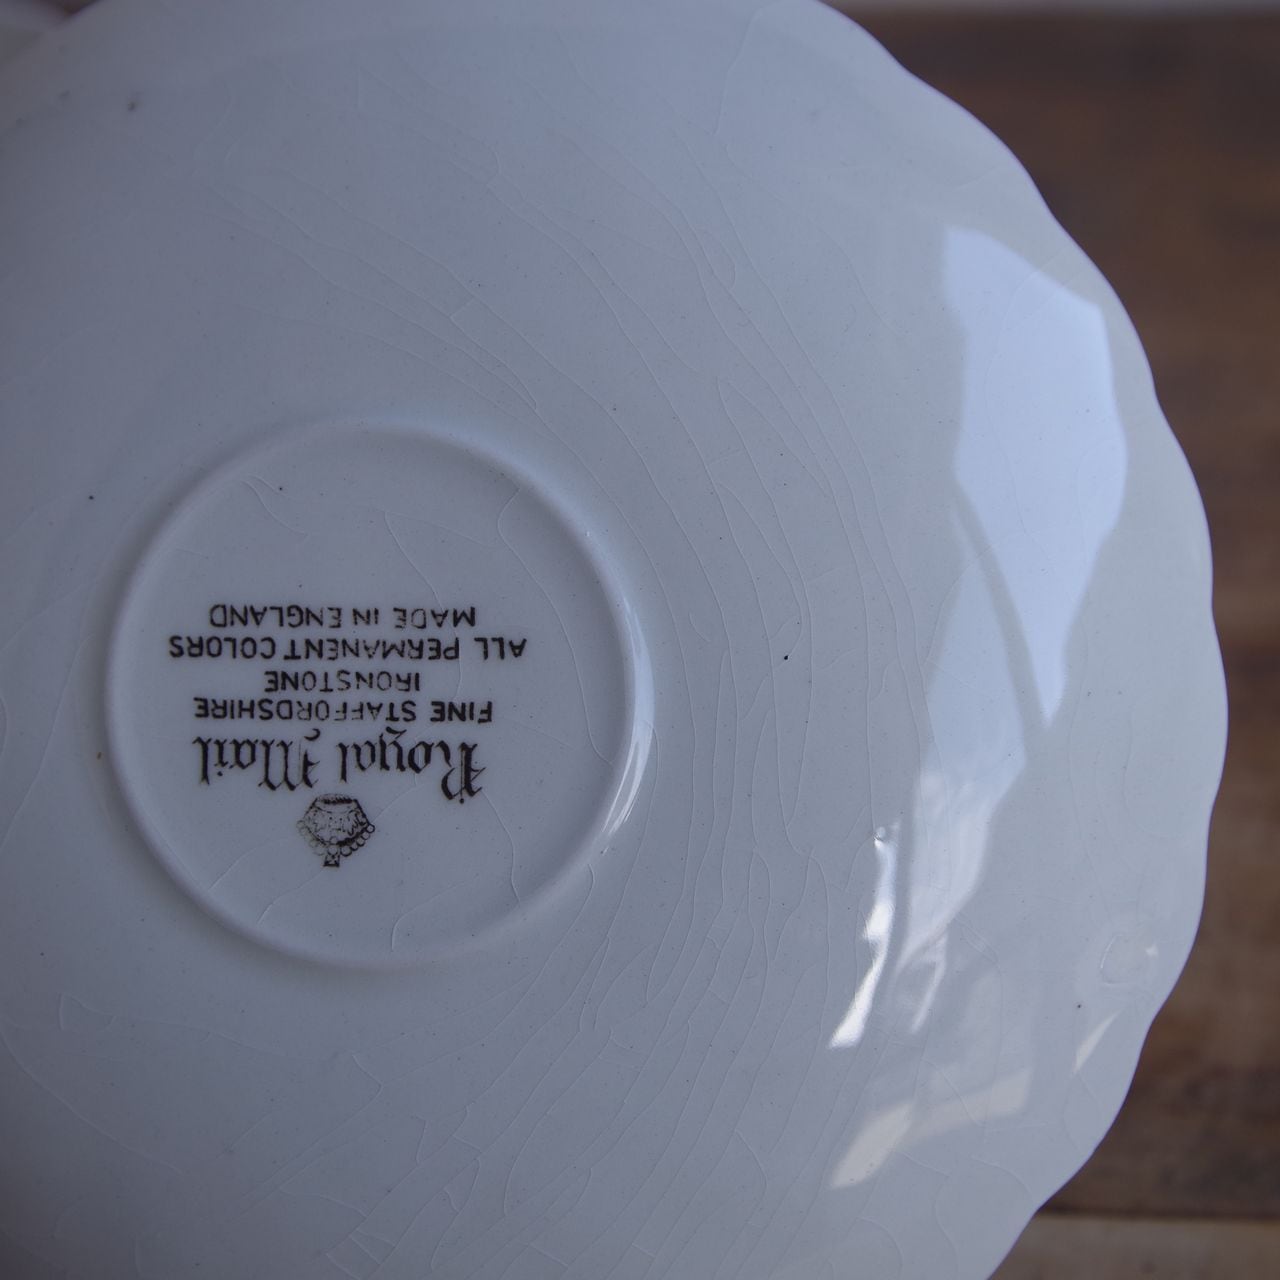 Royal Mail
FINE STAFFORDSHIRE
IRONSTONE
ALL PERMANENT COLORS
MADE IN ENGLAND